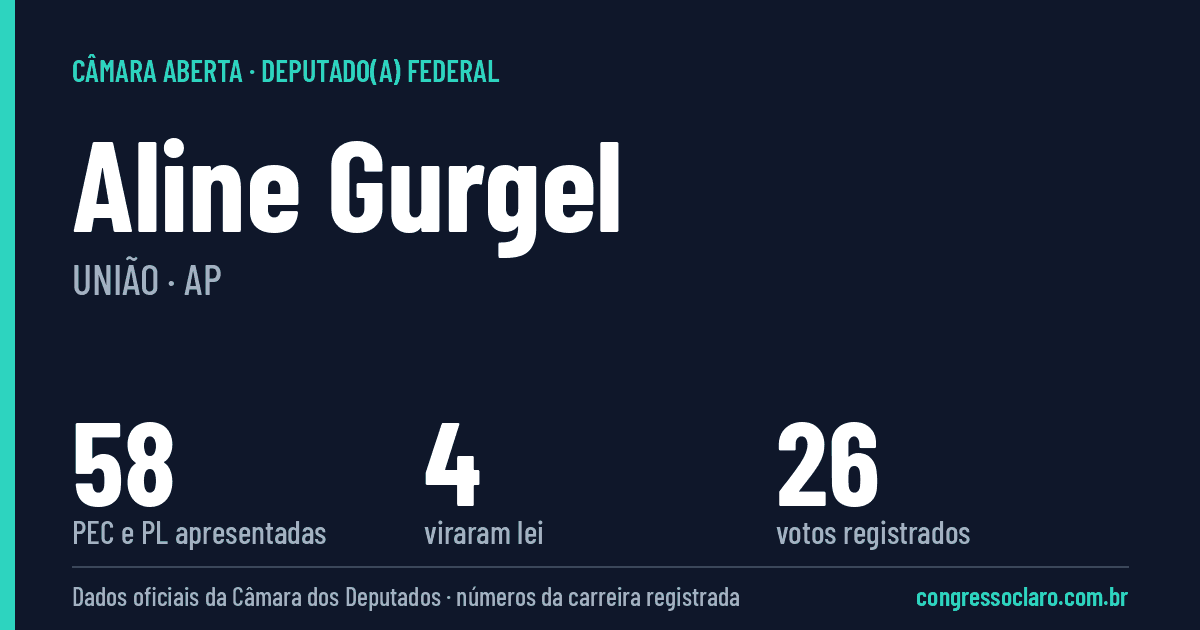 CÂMARA ABERTA · DEPUTADO(A) FEDERAL
Aline Gurgel
UNIÃO · AP
58 4 26
PEC e PL apresentadas viraram lei votos registrados
Dados oficiais da Câmara dos Deputados · números da carreira registrada congressoclaro.com.br